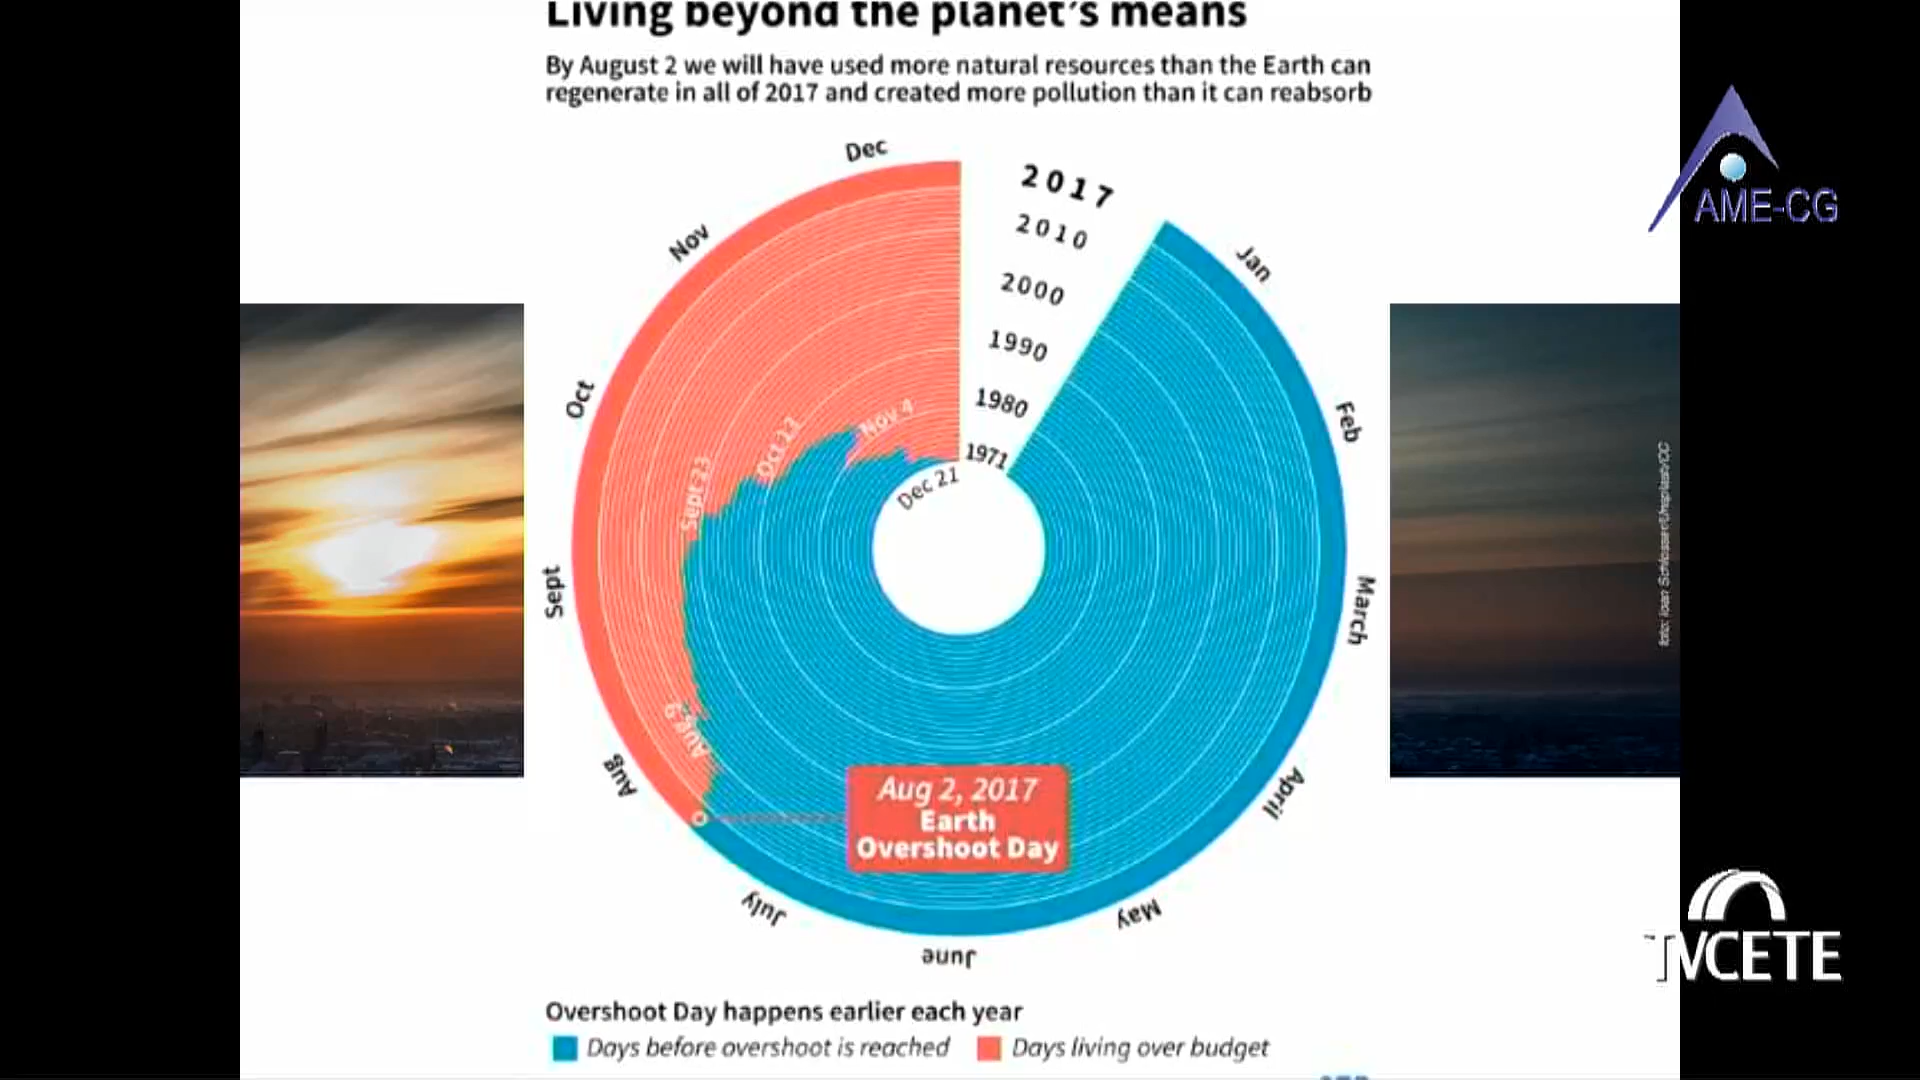 Living beyond the planet's means
By August 2 we will have used more natural resources than the Earth can
regenerate in all of 2017 and created more pollution than it can reabsorb
Dec
2017
2010
2000
1990
1980
1971
Jan
Feb
March
April
May
June
July
Aug
Sept
Oct
Nov
Nov 4
Oct 13
Sept 23
Dec 21
Aug 2, 2017
Earth
Overshoot Day
Overshoot Day happens earlier each year
Days before overshoot is reached
Days living over budget
AME-CG
TVCETE